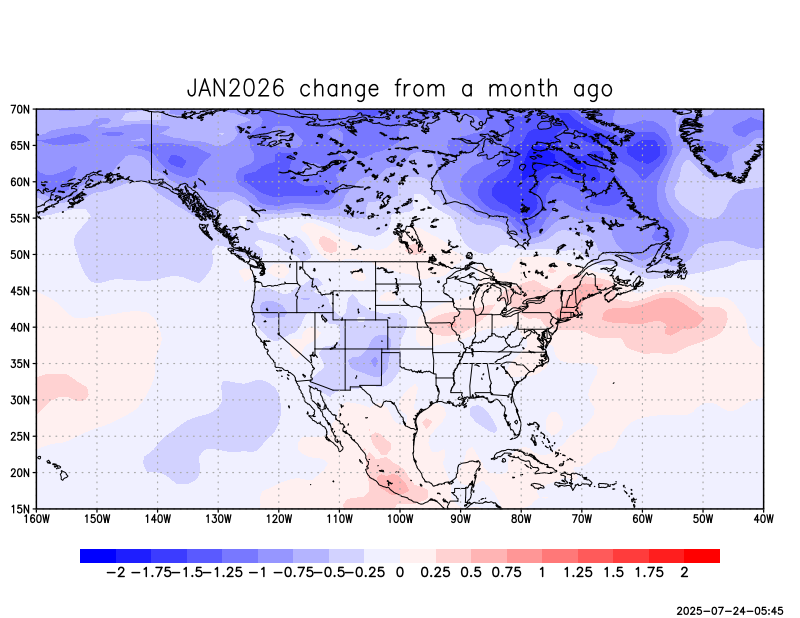 JAN2026 change from a month ago
70N
65N
60N
55N
50N
45N
40N
35N
30N
25N
20N
15N
160W 150W 140W 130W 120W 110W 100W 90W 80W 70W 60W 50W 40W
−2 −1.75 −1.5 −1.25 −1 −0.75 −0.5 −0.25 0 0.25 0.5 0.75 1 1.25 1.5 1.75 2
2025-07-24-05:45